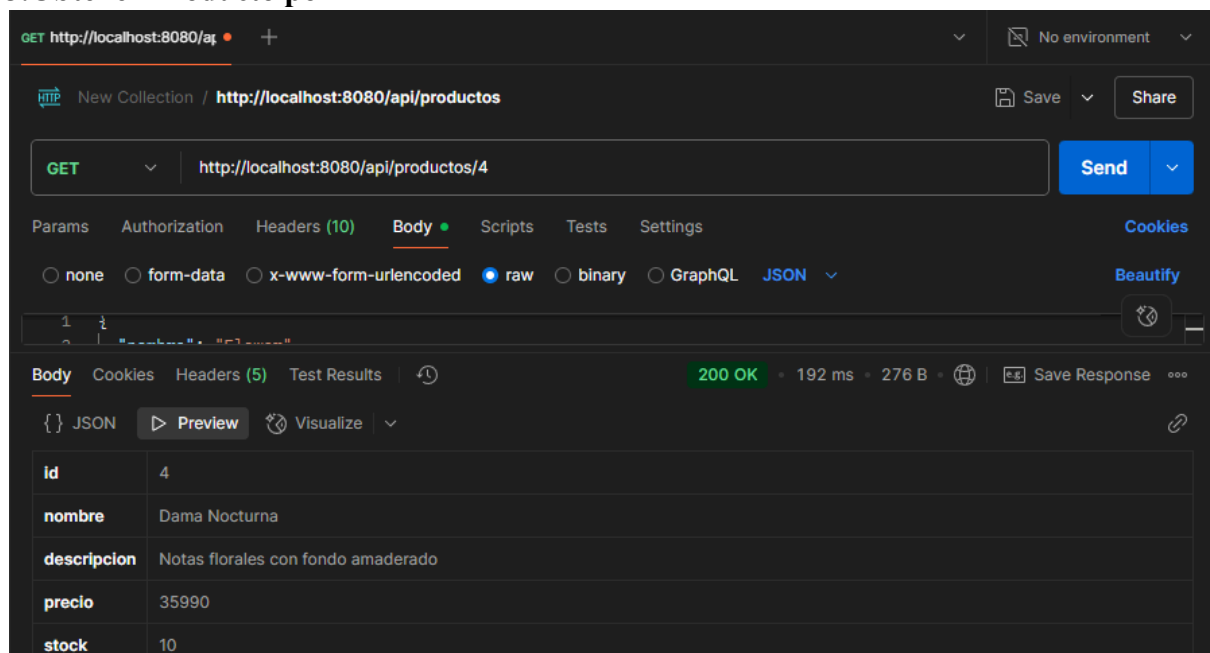 GET http://localhost:8080/ap
No environment
HTTP New Collection / http://localhost:8080/api/productos
Save
Share
GET
http://localhost:8080/api/productos/4
Send
Params Authorization Headers (10) Body Scripts Tests Settings Cookies
none form-data x-www-form-urlencoded raw binary GraphQL JSON Beautify
1 {
Body Cookies Headers (5) Test Results 200 OK 192 ms 276 B e.g. Save Response
{} JSON Preview Visualize
id 4
nombre Dama Nocturna
descripcion Notas florales con fondo amaderado
precio 35990
stock 10